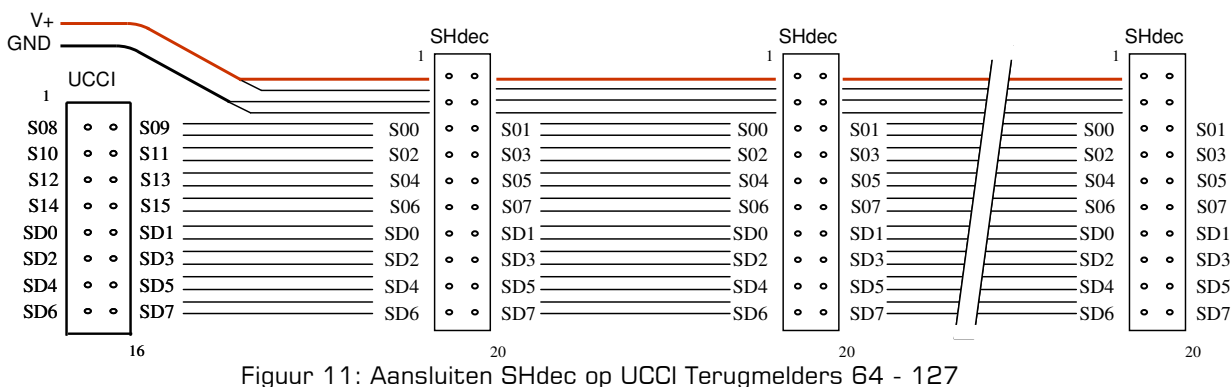 V+
GND
UCCI
SHdec
SHdec
SHdec
1
1
1
1
S08 S09 S00 S01 S00 S01 S00 S01
S10 S11 S02 S03 S02 S03 S02 S03
S12 S13 S04 S05 S04 S05 S04 S05
S14 S15 S06 S07 S06 S07 S06 S07
SD0 SD1 SD0 SD1 SD0 SD1 SD0 SD1
SD2 SD3 SD2 SD3 SD2 SD3 SD2 SD3
SD4 SD5 SD4 SD5 SD4 SD5 SD4 SD5
SD6 SD7 SD6 SD7 SD6 SD7 SD6 SD7
16 20 20 20
Figuur 11: Aansluiten SHdec op UCCI Terugmelders 64 - 127